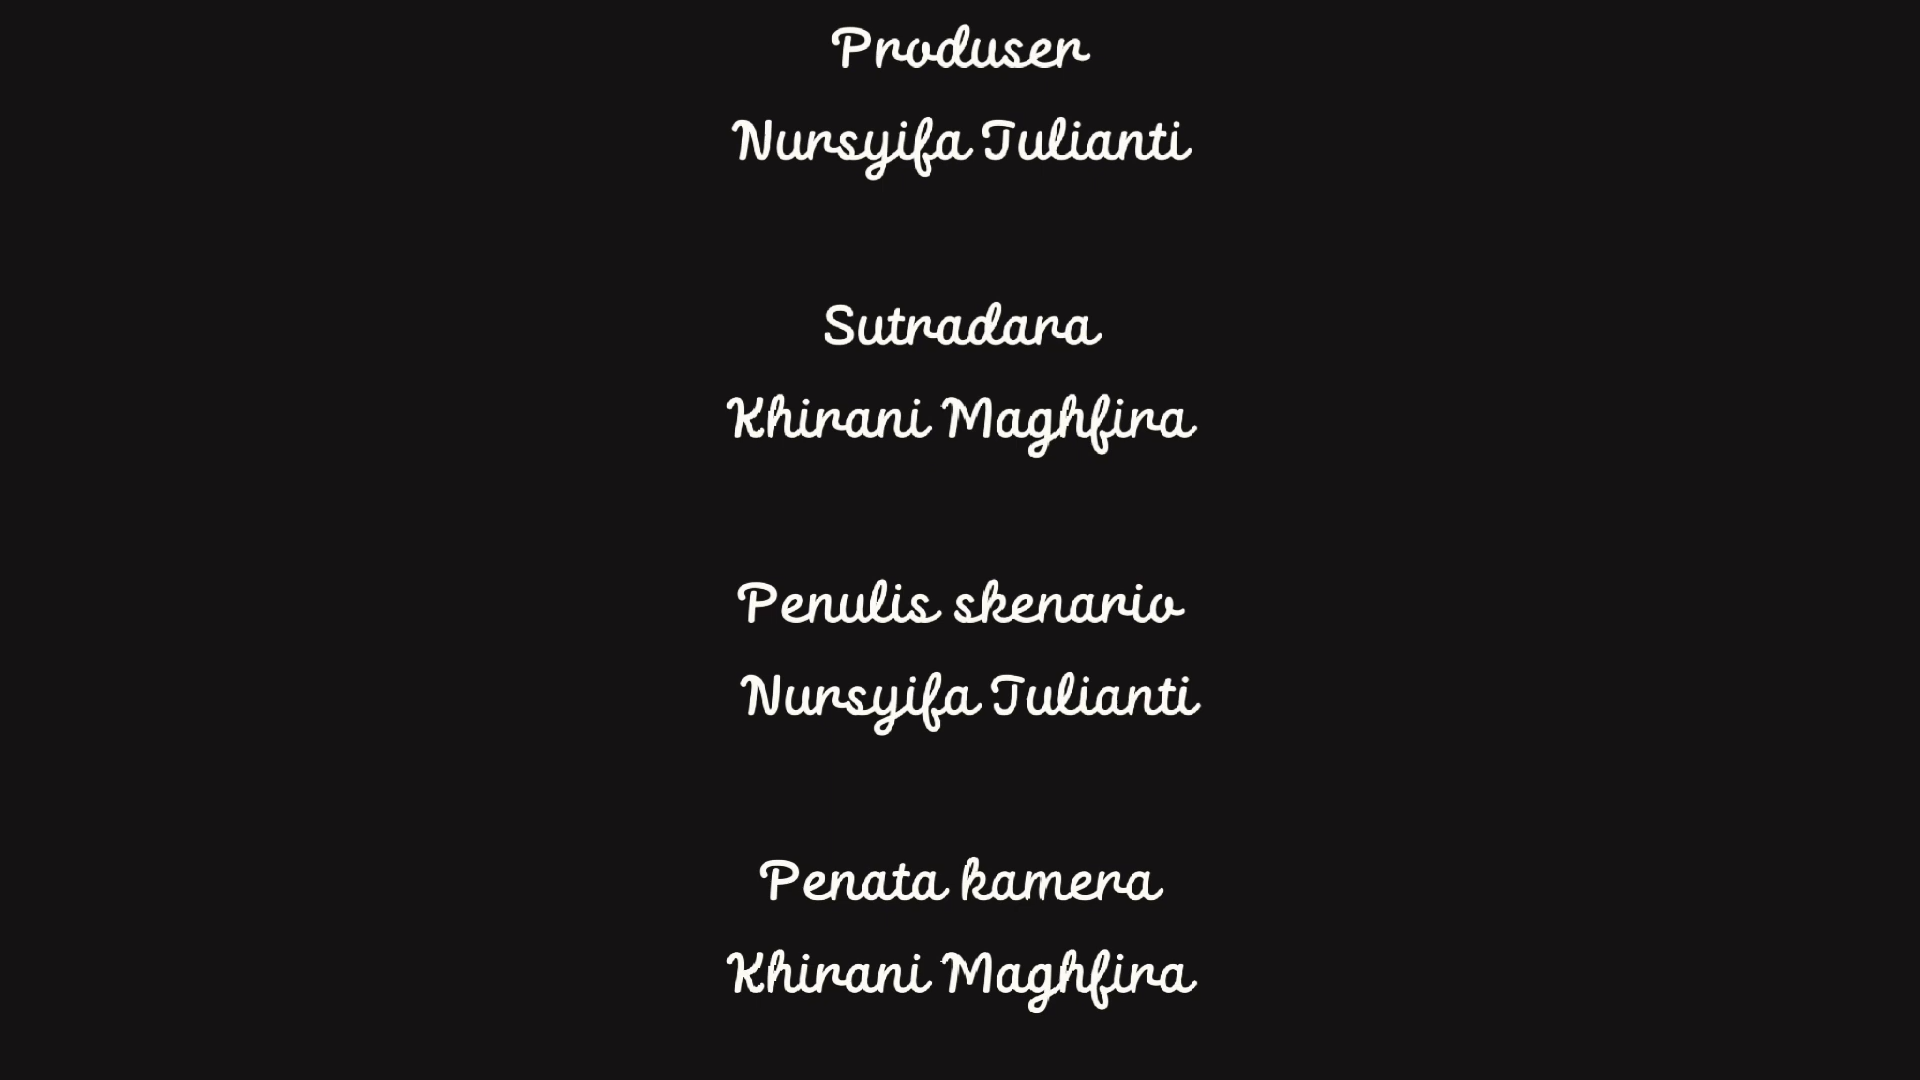 Produser
Nursyifa Tulianti
Sutradara
Khirani Maghfira
Penulis skenario
Nursyifa Tulianti
Penata kamera
Khirani Maghfira